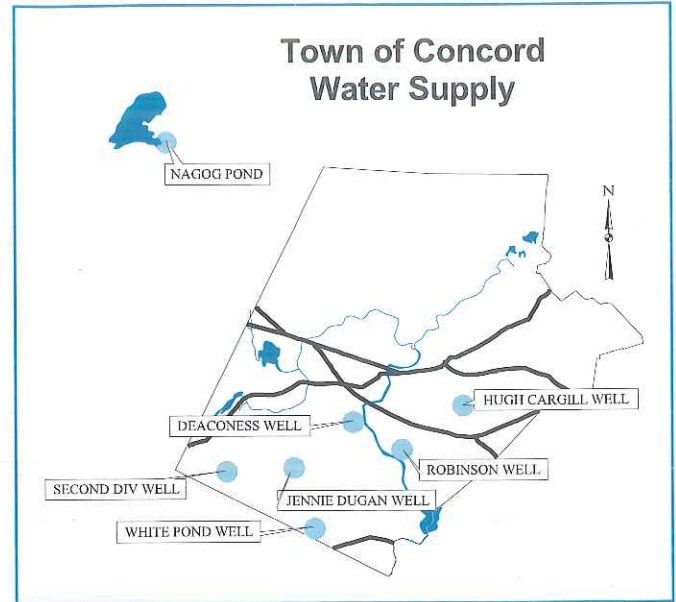 Town of Concord
Water Supply
NAGOG POND
N
HUGH CARGILL WELL
DEACONESS WELL
ROBINSON WELL
SECOND DIV WELL
JENNIE DUGAN WELL
WHITE POND WELL